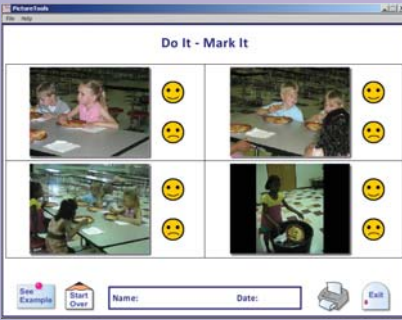 PictureTools
File Help
Do It - Mark It
See
Example
Start
Over
Name: Date:
Exit